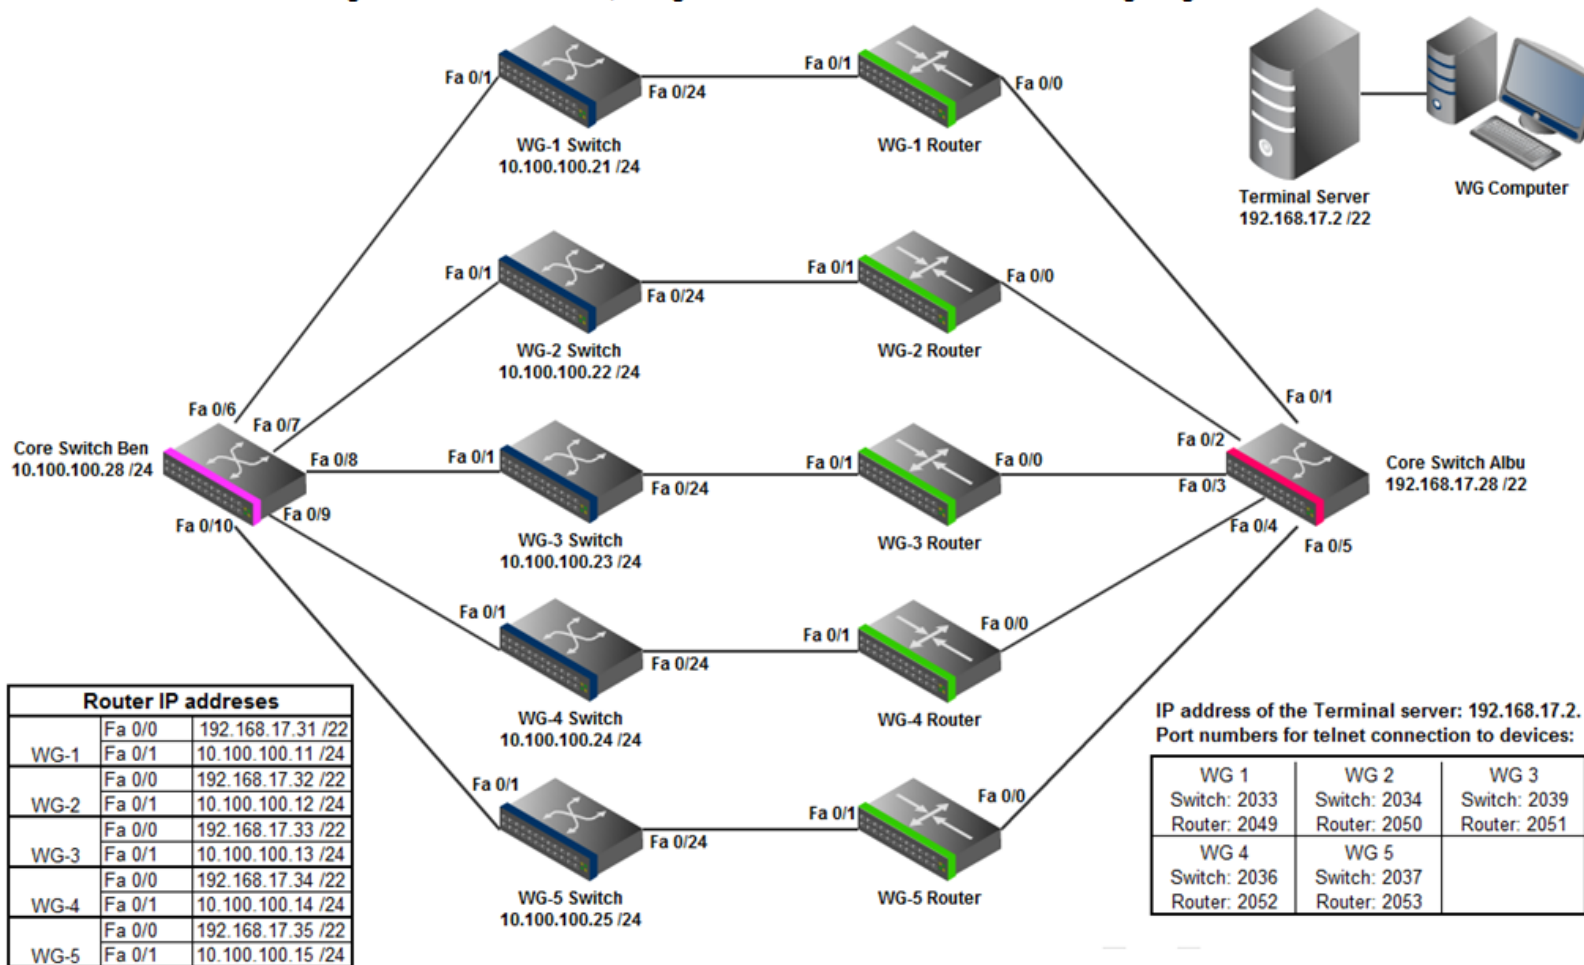 Fa 0/1
Fa 0/24
WG-1 Switch
10.100.100.21 /24
Fa 0/1
Fa 0/0
WG-1 Router
Terminal Server
192.168.17.2 /22
WG Computer
Fa 0/1
Fa 0/24
WG-2 Switch
10.100.100.22 /24
Fa 0/1
Fa 0/0
WG-2 Router
Fa 0/6
Fa 0/7
Core Switch Ben
10.100.100.28 /24
Fa 0/8
Fa 0/9
Fa 0/10
Fa 0/1
Fa 0/24
WG-3 Switch
10.100.100.23 /24
Fa 0/1
Fa 0/0
WG-3 Router
Fa 0/1
Fa 0/2
Fa 0/3
Fa 0/4
Fa 0/5
Core Switch Albu
192.168.17.28 /22
Fa 0/1
Fa 0/24
WG-4 Switch
10.100.100.24 /24
Fa 0/1
Fa 0/0
WG-4 Router
Fa 0/1
Fa 0/24
WG-5 Switch
10.100.100.25 /24
Fa 0/1
Fa 0/0
WG-5 Router
Router IP addreses
WG-1 Fa 0/0 192.168.17.31 /22
Fa 0/1 10.100.100.11 /24
WG-2 Fa 0/0 192.168.17.32 /22
Fa 0/1 10.100.100.12 /24
WG-3 Fa 0/0 192.168.17.33 /22
Fa 0/1 10.100.100.13 /24
WG-4 Fa 0/0 192.168.17.34 /22
Fa 0/1 10.100.100.14 /24
WG-5 Fa 0/0 192.168.17.35 /22
Fa 0/1 10.100.100.15 /24
IP address of the Terminal server: 192.168.17.2.
Port numbers for telnet connection to devices:
WG 1
Switch: 2033
Router: 2049
WG 2
Switch: 2034
Router: 2050
WG 3
Switch: 2039
Router: 2051
WG 4
Switch: 2036
Router: 2052
WG 5
Switch: 2037
Router: 2053